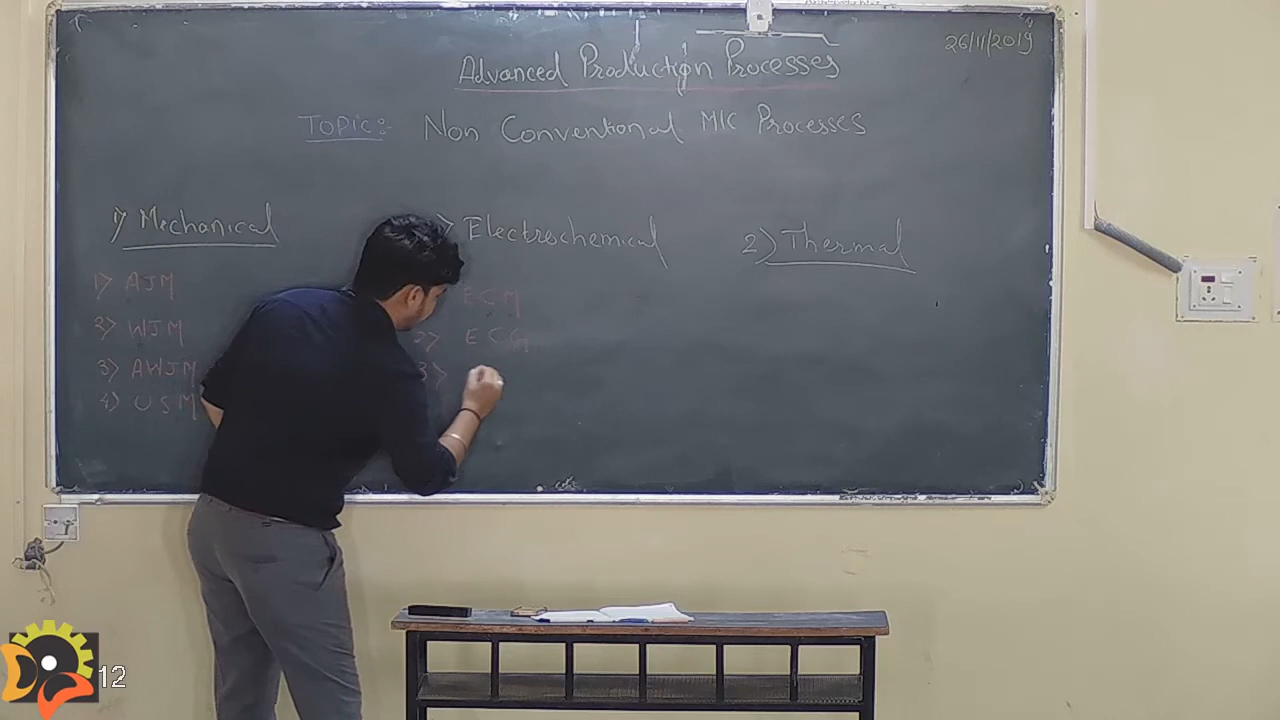 26/11/2019
Advanced Production Processes
TOPIC:- Non Conventional M/C Processes
1) Mechanical
) Electrochemical
2) Thermal
1) AJM
2) WJM
3) AWJM
4) USM
ECM
2) ECG
3)
12